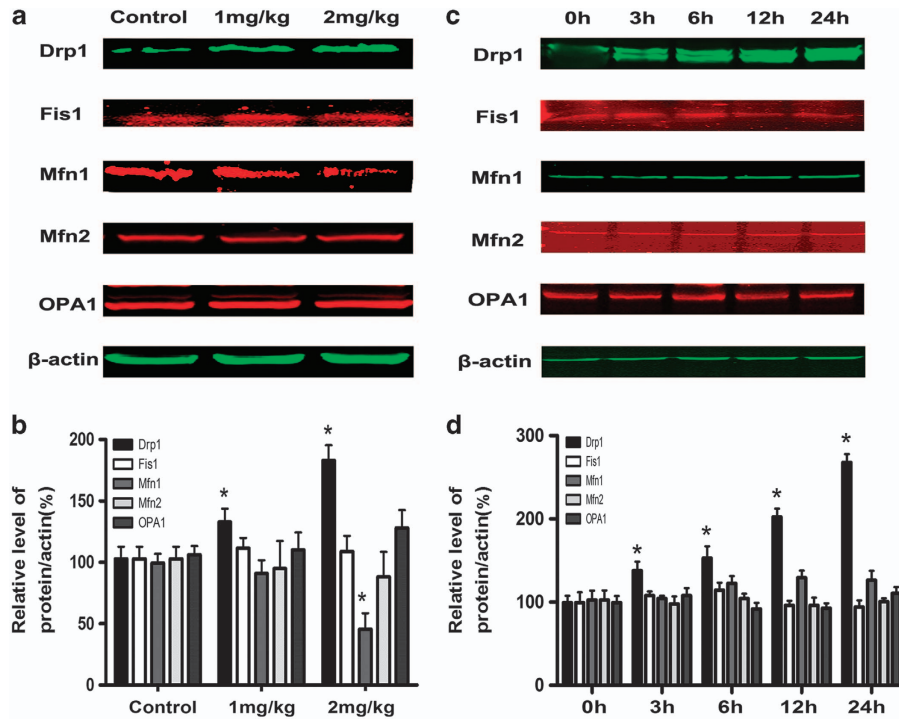 a
Control 1mg/kg 2mg/kg
Drp1
Fis1
Mfn1
Mfn2
OPA1
β-actin
c
0h 3h 6h 12h 24h
Drp1
Fis1
Mfn1
Mfn2
OPA1
β-actin
b
Relative level of
protein/actin(%)
200
150
100
50
0
Drp1
Fis1
Mfn1
Mfn2
OPA1
*
*
*
Control 1mg/kg 2mg/kg
d
Relative level of
protein/actin(%)
300
200
100
0
Drp1
Fis1
Mfn1
Mfn2
OPA1
*
*
*
*
0h 3h 6h 12h 24h